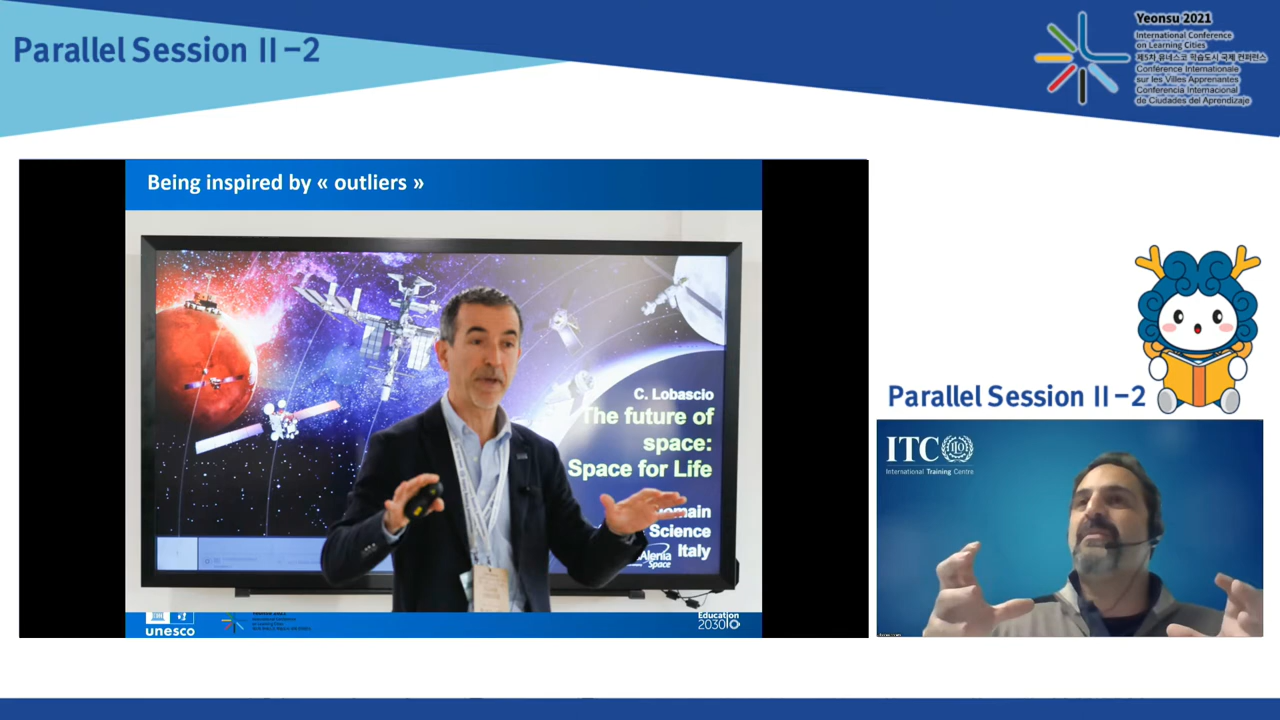 Parallel Session II-2
Yeonsu 2021
International Conference
on Learning Cities
제5차 유네스코 학습도시 국제 컨퍼런스
Conférence Internationale
sur les Villes Apprenantes
Conferencia Internacional
de Ciudades del Aprendizaje
Being inspired by « outliers »
C. Lobascio
The future of
space:
Space for Life
Science
Italy
Alenia
Space
unesco
Education
2030
Parallel Session II-2
ITC ILO
International Training Centre